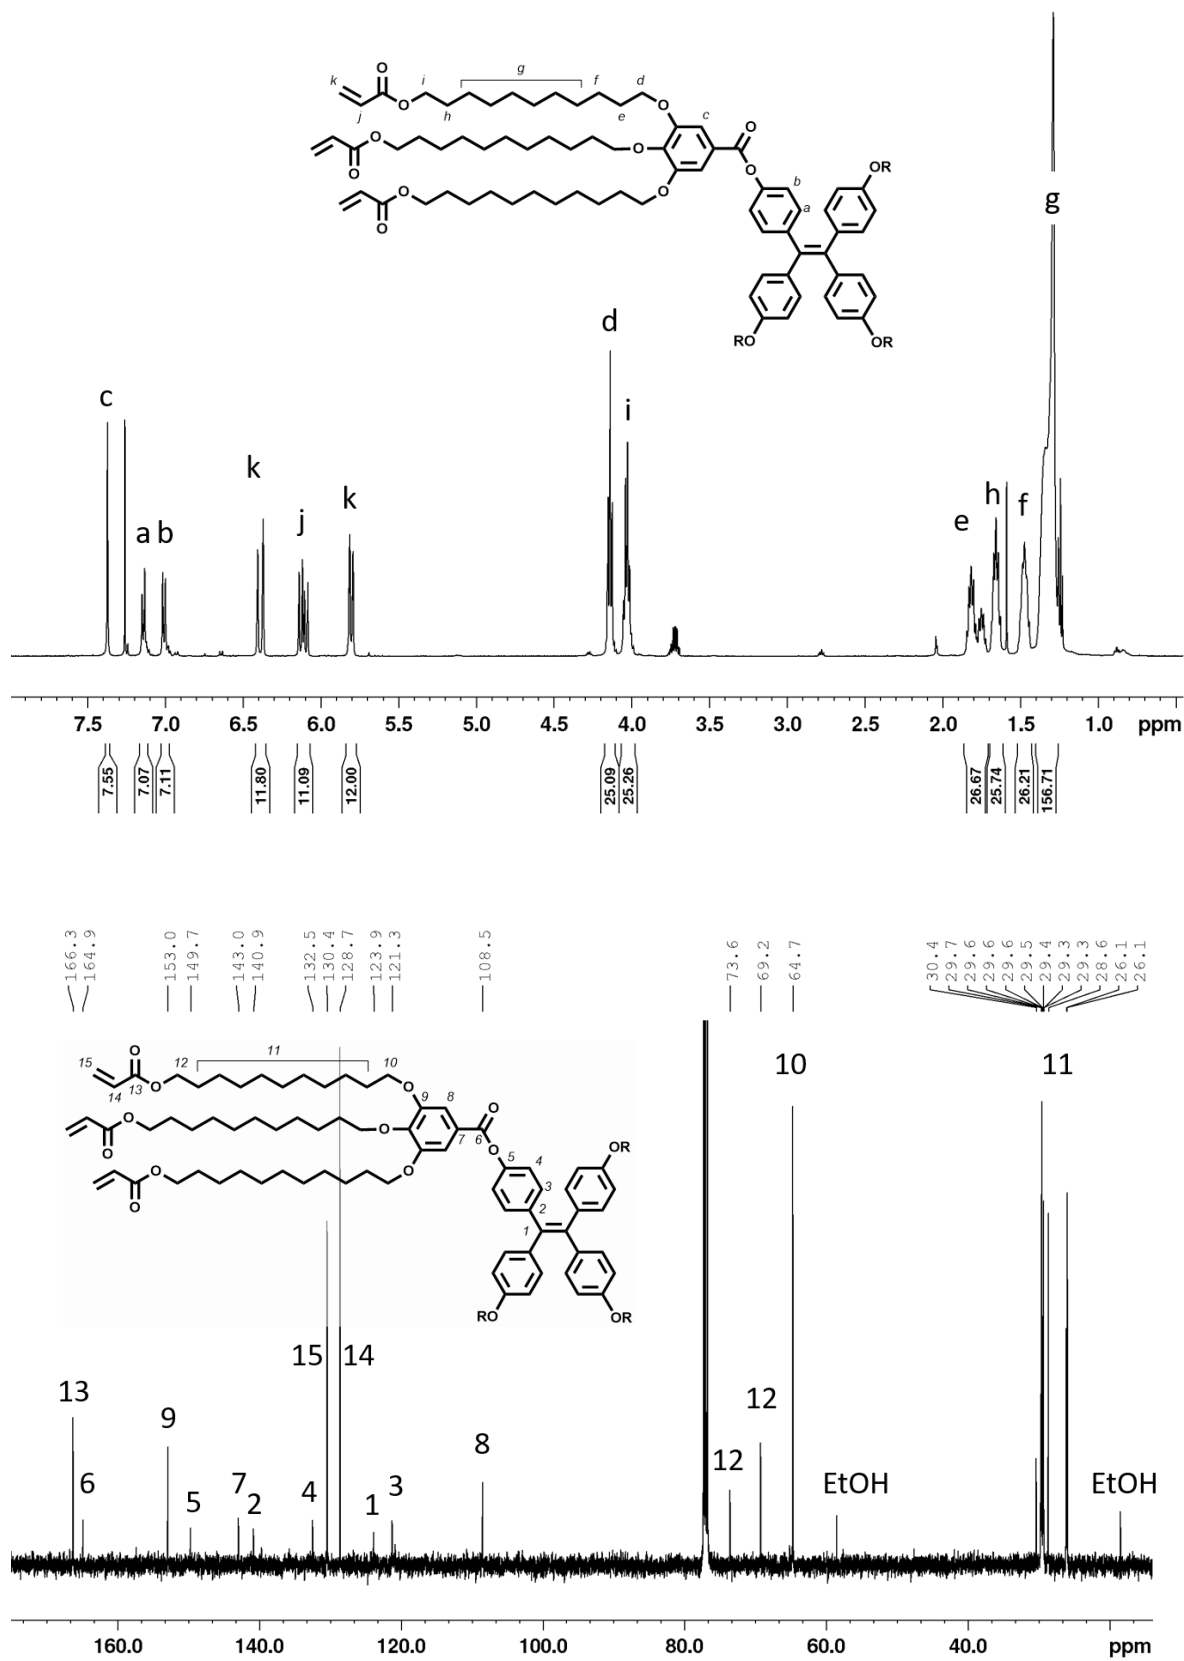 k
O
i
g
f
d
j
O
h
e
O
c
O
O
O
O
O
b
OR
O
O
a
RO
OR
g
d
i
c
k
k
a b
j
h
f
e
7.5 7.0 6.5 6.0 5.5 5.0 4.5 4.0 3.5 3.0 2.5 2.0 1.5 1.0 ppm
7.55 7.07 7.11 11.80 11.09 12.00 25.09 25.26 26.67 25.74 26.21 156.71
166.3 164.9 153.0 149.7 143.0 140.9 132.5 130.4 128.7 123.9 121.3 108.5 73.6 69.2 64.7 30.4 29.7 29.6 29.6 29.6 29.5 29.4 29.3 29.3 28.6 26.1 26.1
15
O
12
11
10
13
14
O
9
O
8
O
O
O
7
6
O
O
5
4
OR
O
O
3
2
1
RO
OR
10
11
15 14
13
9
12
8
12
6
5
7
2
4
1
3
EtOH
EtOH
160.0 140.0 120.0 100.0 80.0 60.0 40.0 ppm